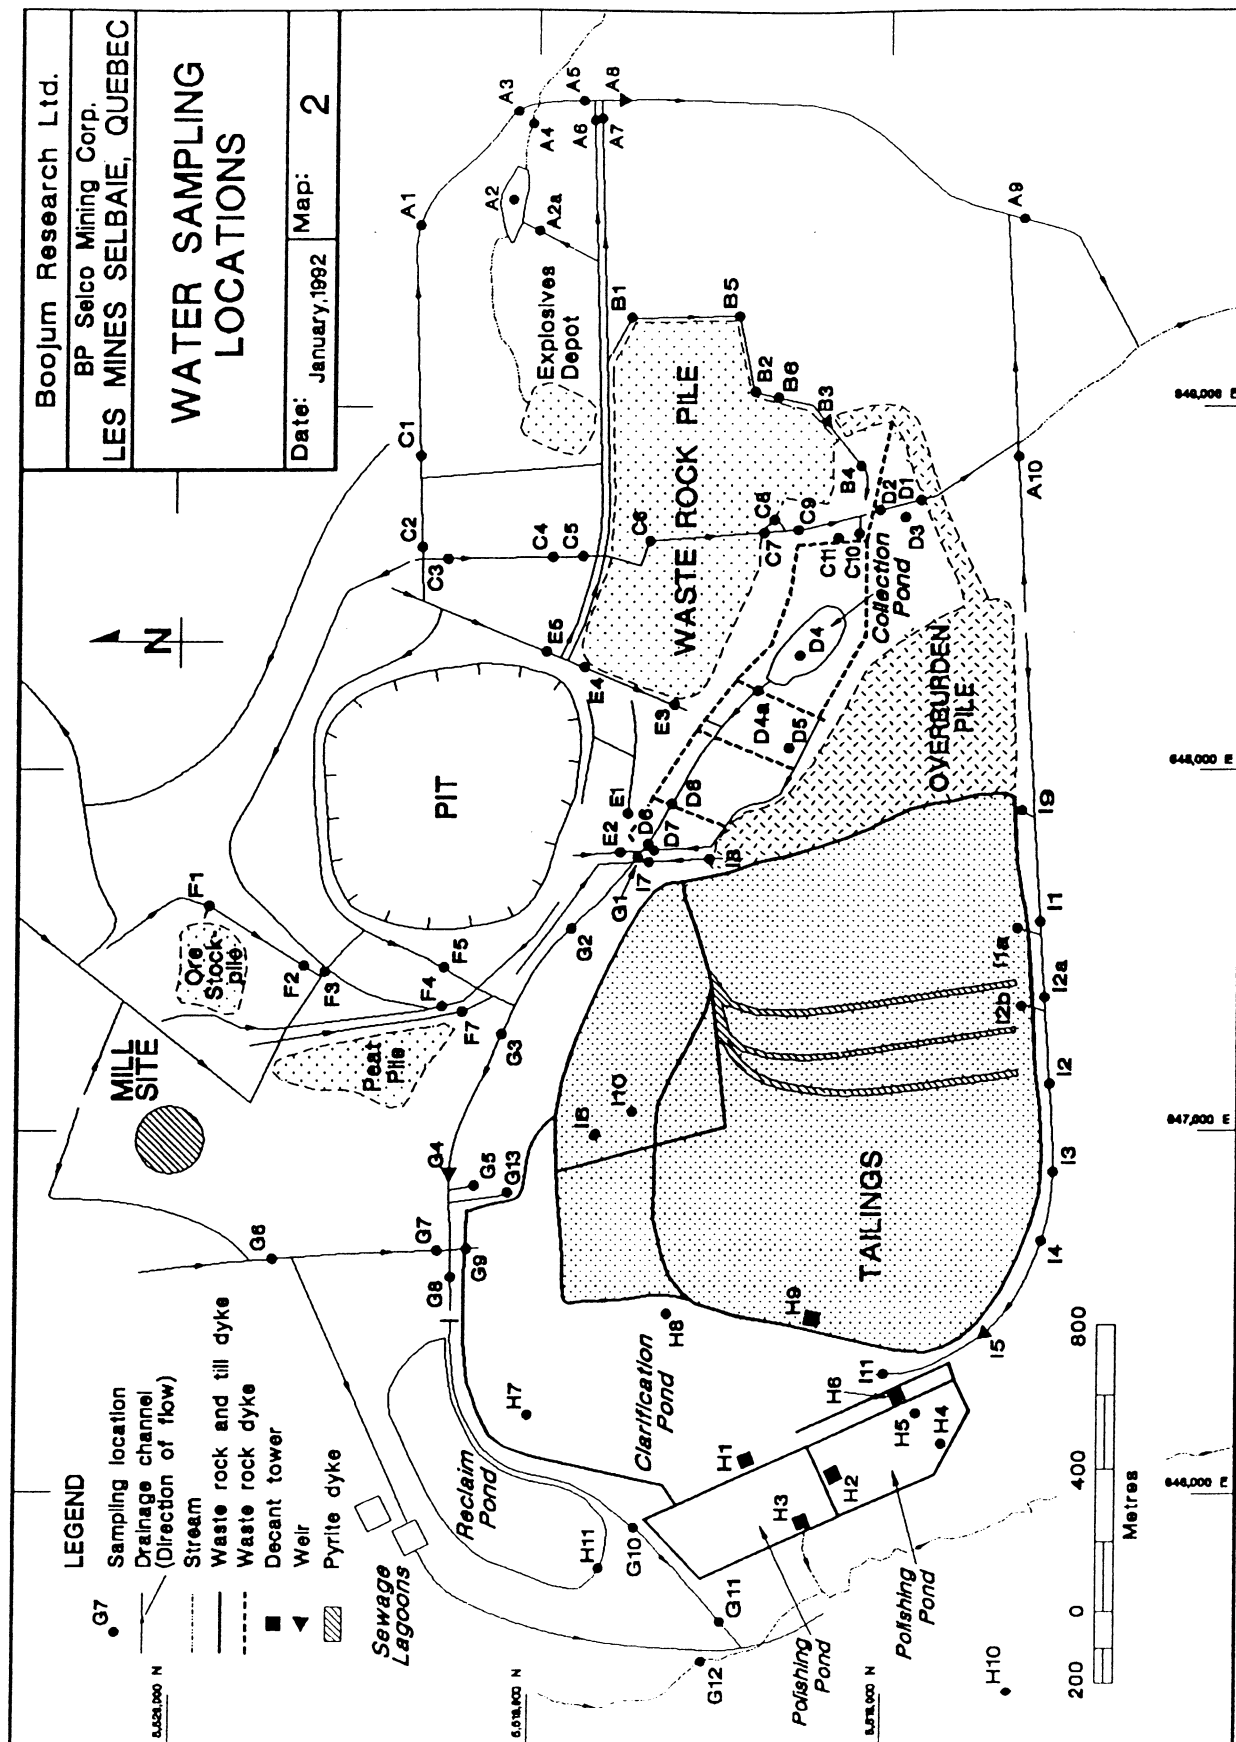 Boojum Research Ltd.
BP Selco Mining Corp.
LES MINES SELBAIE, QUEBEC
WATER SAMPLING
LOCATIONS
Date: January,1992
Map: 2
N
LEGEND
G7 Sampling location
Drainage channel
(Direction of flow)
Stream
Waste rock and till dyke
Waste rock dyke
Decant tower
Weir
Pyrite dyke
Sewage
Lagoons
Reclaim
Pond
Clarification
Pond
Polishing
Pond
Polishing
Pond
MILL
SITE
Ore
Stock-
pile
Peat
Pile
PIT
TAILINGS
OVERBURDEN
PILE
WASTE ROCK PILE
Collection
Pond
Explosives
Depot
A1
A2
A2a
A3
A4
A5
A6
A7
A8
A9
A10
B1
B2
B3
B4
B5
B6
C1
C2
C3
C4
C5
C6
C7
C8
C9
C10
C11
D1
D2
D3
D4
D4a
D5
D6
D7
D8
E1
E2
E3
E4
E5
F1
F2
F3
F4
F5
F7
G1
G2
G3
G4
G5
G6
G7
G8
G9
G10
G11
G12
G13
H1
H2
H3
H4
H5
H6
H7
H8
H9
H10
H11
I1
I1a
I2
I2a
I2b
I3
I4
I5
I6
I7
I8
I9
I10
I11
200 0 400 800
Metres
646,000 E
647,000 E
648,000 E